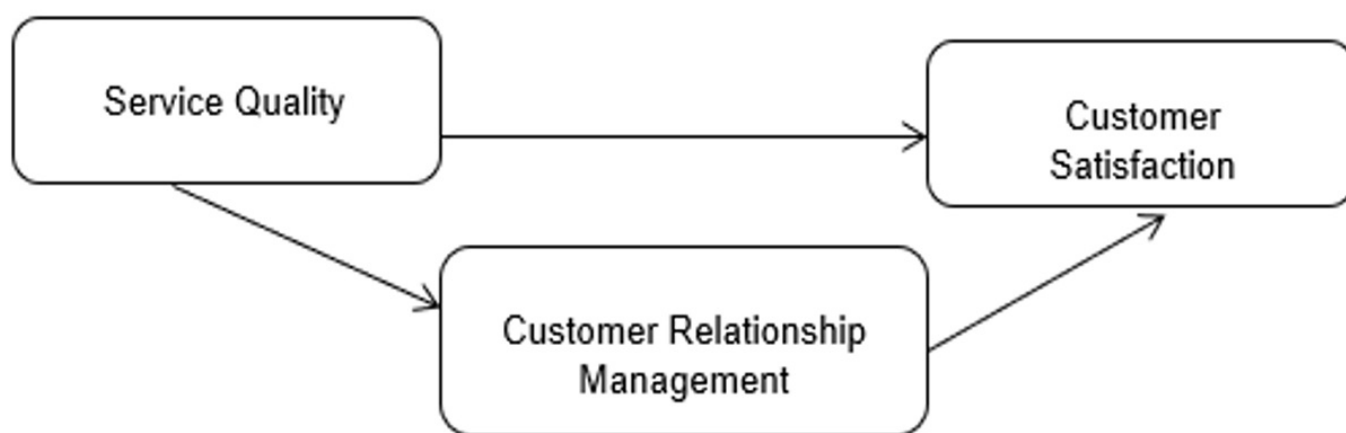 Service Quality
Customer
Satisfaction
Customer Relationship
Management